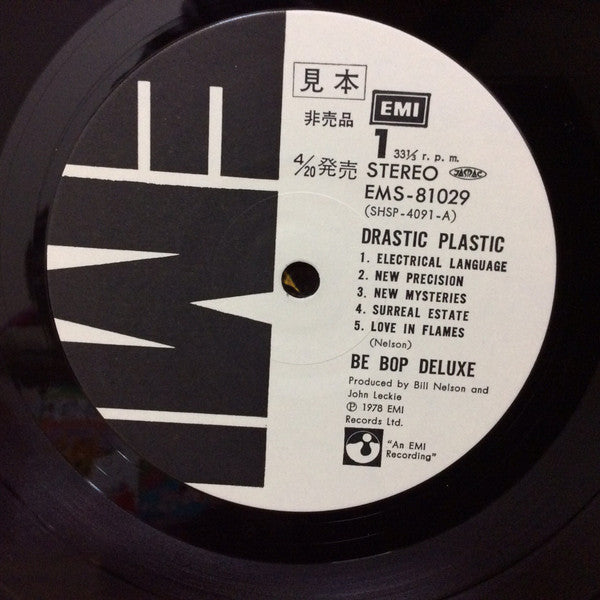 EMI
見本
非売品
EMI
1
33⅓ r. p. m.
4/20発売
STEREO
JASRAC
EMS-81029
(SHSP-4091-A)
DRASTIC PLASTIC
1. ELECTRICAL LANGUAGE
2. NEW PRECISION
3. NEW MYSTERIES
4. SURREAL ESTATE
5. LOVE IN FLAMES
(Nelson)
BE BOP DELUXE
Produced by Bill Nelson and
John Leckie
℗ 1978 EMI
Records Ltd.
"An EMI
Recording"